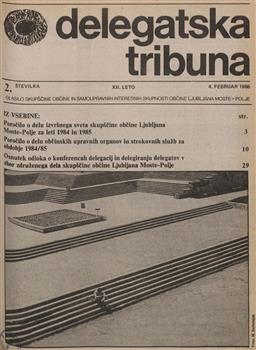 delegatska
tribuna
2. ŠTEVILKA XII. LETO 4. FEBRUAR 1986
GLASILO SKUPŠČINE OBČINE IN SAMOUPRAVNIH INTERESNIH SKUPNOSTI OBČINE LJUBLJANA MOSTE-POLJE
IZ VSEBINE: str.
Poročilo o delu izvršnega sveta skupščine občine Ljubljana
Moste-Polje za leti 1984 in 1985 3
Poročilo o delu občinskih upravnih organov in strokovnih služb za
obdobje 1984/85 10
Osnutek odloka o konferencah delegacij in delegiranju delegatov v
zbor združenega dela skupščine občine Ljubljana Moste-Polje 29